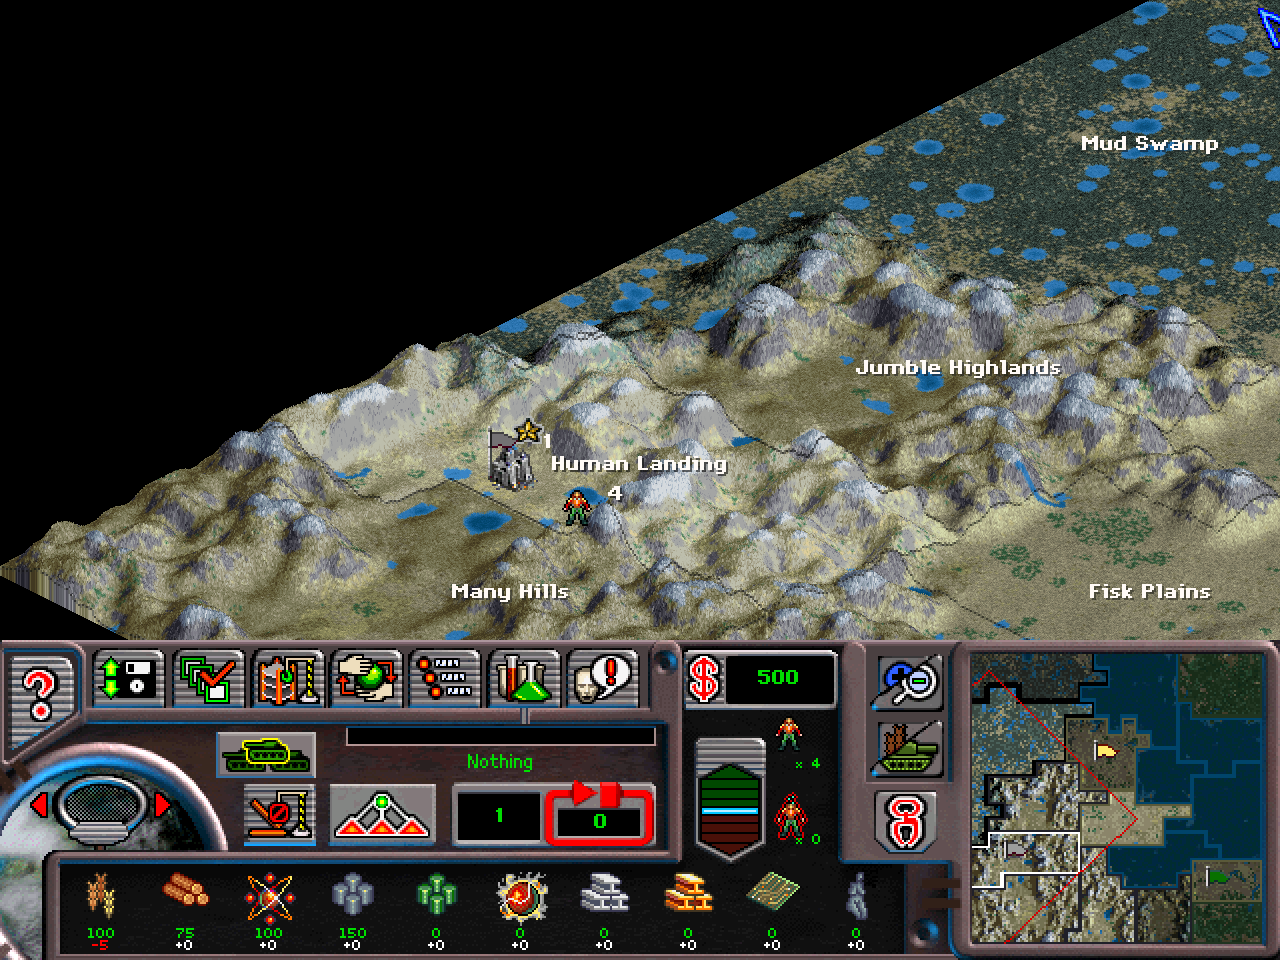 Mud Swamp
Jumble Highlands
1
Human Landing
4
Many Hills
Fisk Plains
500
Nothing
x 4
1
0
x 0
100 75 100 150 0 0 0 0 0 0
-5 +0 +0 +0 +0 +0 +0 +0 +0 +0